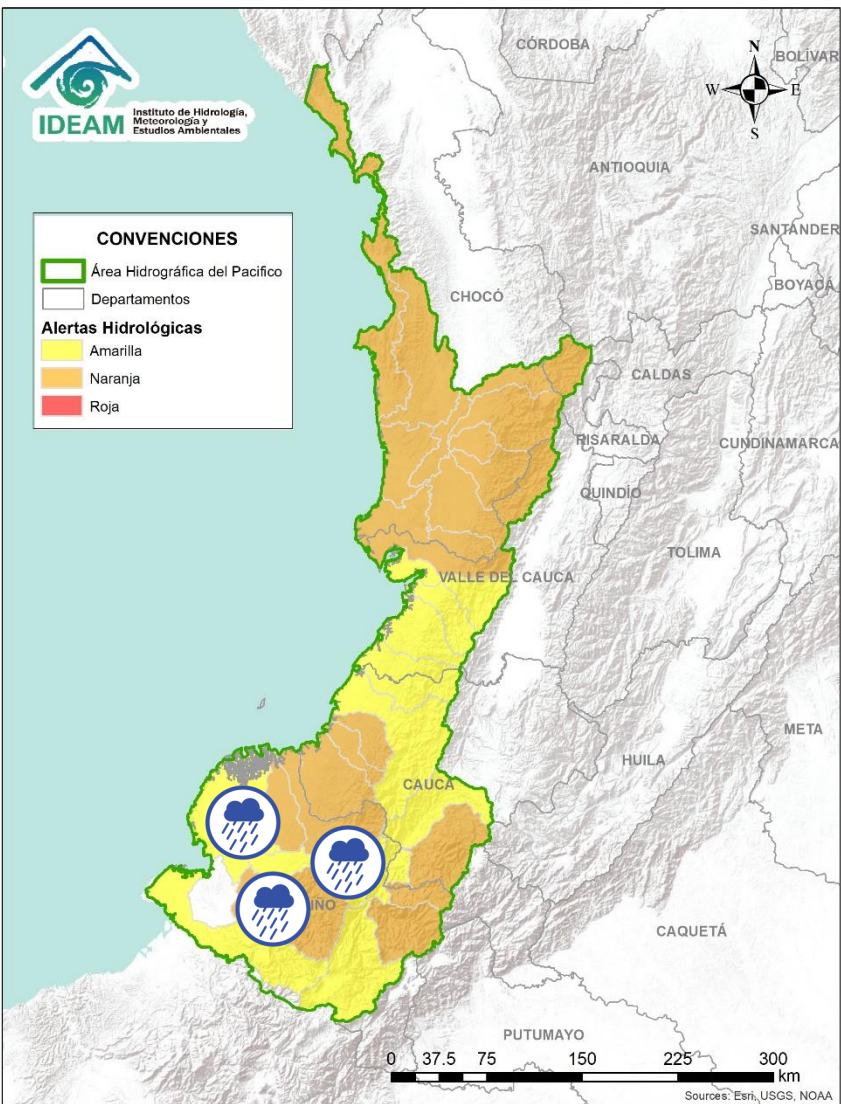 IDEAM
Instituto de Hidrología,
Meteorología y
Estudios Ambientales
CÓRDOBA
BOLÍVAR
N
W
E
S
ANTIOQUIA
SANTANDER
CONVENCIONES
Área Hidrográfica del Pacifico
Departamentos
Alertas Hidrológicas
Amarilla
Naranja
Roja
BOYACÁ
CHOCÓ
CALDAS
RISARALDA
CUNDINAMARCA
QUINDÍO
TOLIMA
VALLE DEL CAUCA
META
HUILA
CAUCA
IÑO
CAQUETÁ
PUTUMAYO
0 37.5 75 150 225 300
km
Sources: Esri, USGS, NOAA